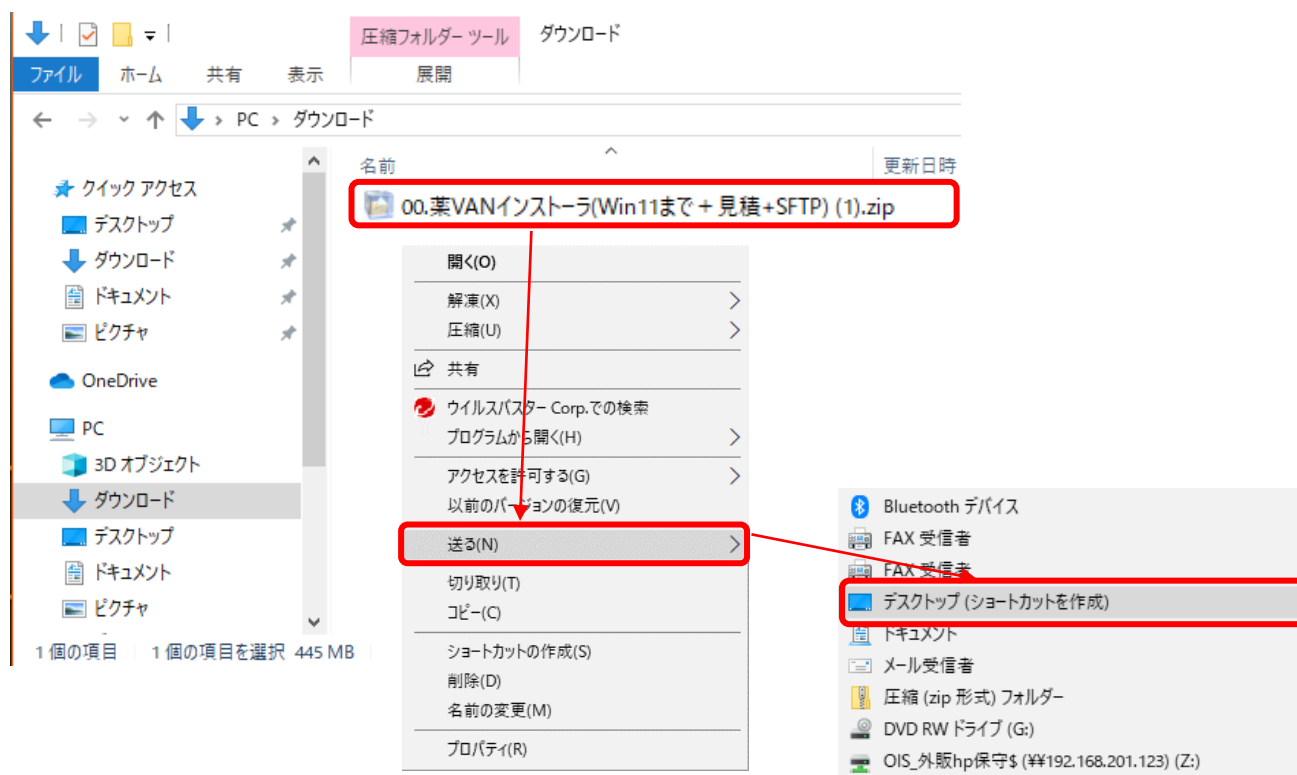 圧縮フォルダー ツール
ダウンロード
ファイル
ホーム
共有
表示
展開
PC
ダウンロード
名前
更新日時
クイック アクセス
デスクトップ
ダウンロード
ドキュメント
ピクチャ
OneDrive
PC
3D オブジェクト
ダウンロード
デスクトップ
ドキュメント
ピクチャ
1 個の項目
1 個の項目を選択 445 MB
00.薬VANインストーラ(Win11まで+見積+SFTP) (1).zip
開く(O)
解凍(X)
圧縮(U)
共有
ウイルスバスター Corp.での検索
プログラムから開く(H)
アクセスを許可する(G)
以前のバージョンの復元(V)
送る(N)
切り取り(T)
コピー(C)
ショートカットの作成(S)
削除(D)
名前の変更(M)
プロパティ(R)
Bluetooth デバイス
FAX 受信者
FAX 受信者
デスクトップ (ショートカットを作成)
ドキュメント
メール受信者
圧縮 (zip 形式) フォルダー
DVD RW ドライブ (G:)
OIS_外販hp保守$ (¥¥192.168.201.123) (Z:)